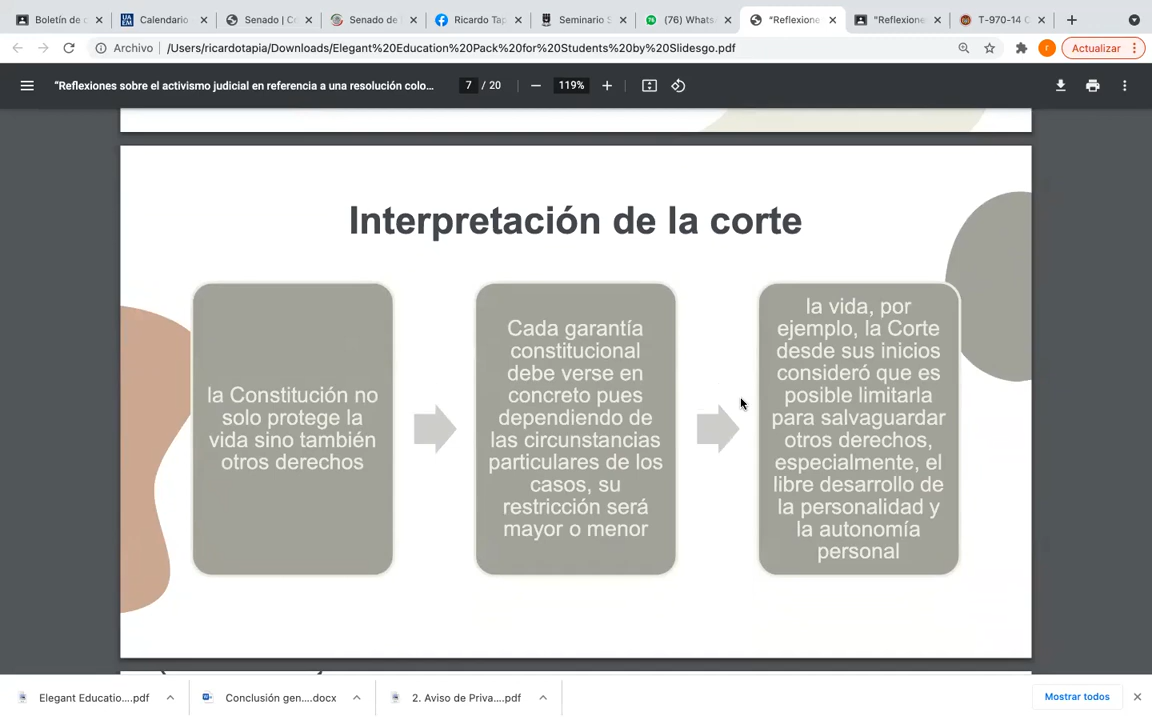 Boletín de c
Calendario
Senado | Ce
Senado de
Ricardo Tap
Seminario S
(76) Whats
"Reflexione
"Reflexione
T-970-14 C
Archivo
/Users/ricardotapia/Downloads/Elegant%20Education%20Pack%20for%20Students%20by%20Slidesgo.pdf
r
Actualizar
"Reflexiones sobre el activismo judicial en referencia a una resolución colo...
7 / 20
119%
Interpretación de la corte
la Constitución no
solo protege la
vida sino también
otros derechos
Cada garantía
constitucional
debe verse en
concreto pues
dependiendo de
las circunstancias
particulares de los
casos, su
restricción será
mayor o menor
la vida, por
ejemplo, la Corte
desde sus inicios
consideró que es
posible limitarla
para salvaguardar
otros derechos,
especialmente, el
libre desarrollo de
la personalidad y
la autonomía
personal
Elegant Educatio....pdf
Conclusión gen....docx
2. Aviso de Priva....pdf
Mostrar todos